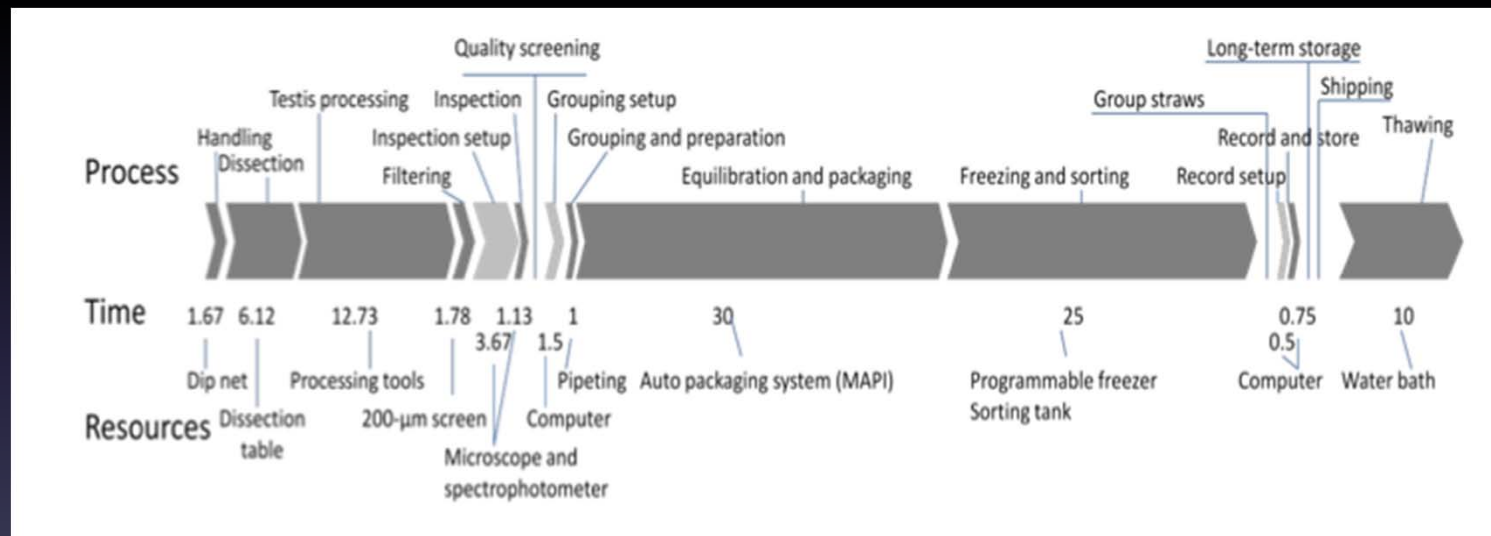 Quality screening
Long-term storage
Testis processing Inspection Grouping setup Group straws Shipping
Handling Inspection setup Grouping and preparation Record and store Thawing
Process Dissection Filtering Equilibration and packaging Freezing and sorting Record setup
Time 1.67 6.12 12.73 1.78 1.13 1 30 25 0.75 10
3.67 1.5 0.5
Dip net Processing tools Pipeting Auto packaging system (MAPI) Programmable freezer Computer Water bath
Resources Dissection table 200-µm screen Computer Sorting tank
Microscope and
spectrophotometer